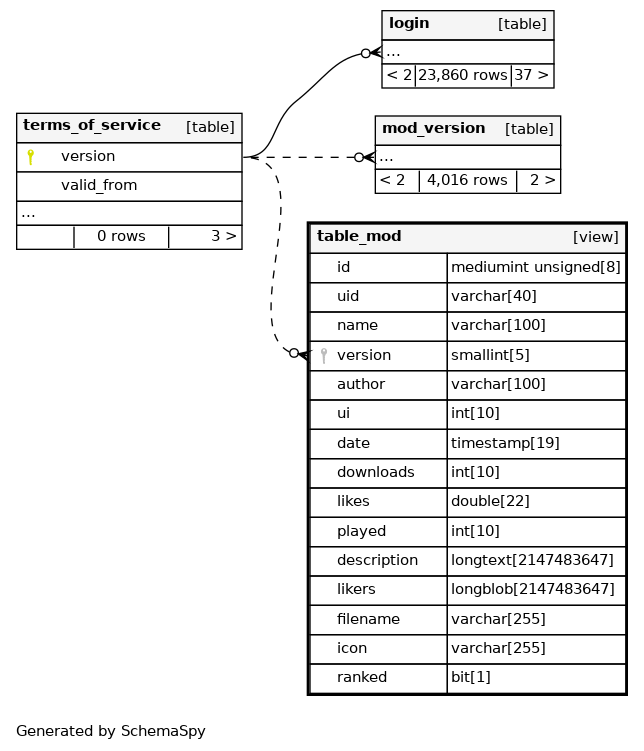 login [table]
...
< 2 23,860 rows 37 >
terms_of_service [table]
version
valid_from
...
0 rows 3 >
mod_version [table]
...
< 2 4,016 rows 2 >
table_mod [view]
id mediumint unsigned[8]
uid varchar[40]
name varchar[100]
version smallint[5]
author varchar[100]
ui int[10]
date timestamp[19]
downloads int[10]
likes double[22]
played int[10]
description longtext[2147483647]
likers longblob[2147483647]
filename varchar[255]
icon varchar[255]
ranked bit[1]
Generated by SchemaSpy